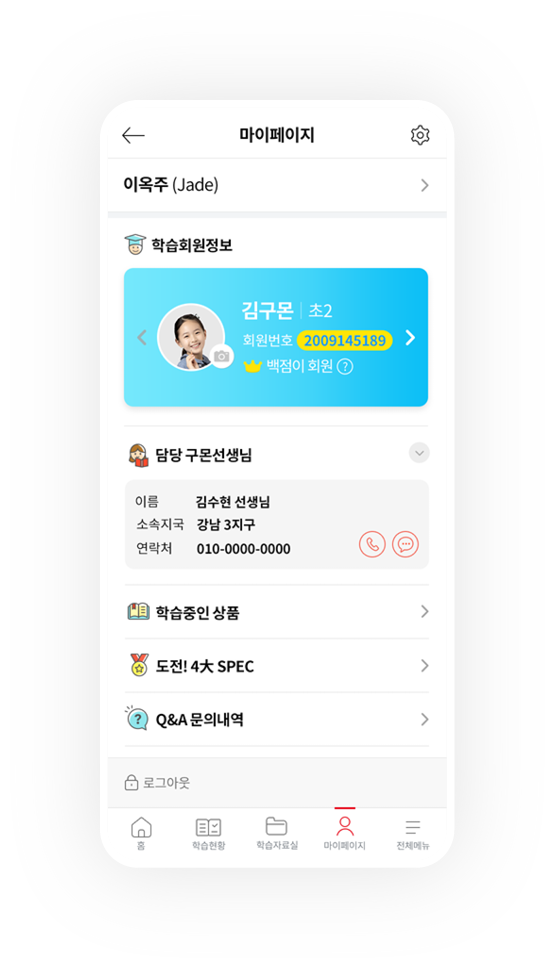 마이페이지
이옥주 (Jade)
학습회원정보
김구몬 | 초2
회원번호 2009145189
백점이 회원 ?
담당 구몬선생님
이름 김수현 선생님
소속지국 강남 3지구
연락처 010-0000-0000
학습중인 상품
도전! 4大 SPEC
? Q&A 문의내역
로그아웃
홈 학습현황 학습자료실 마이페이지 전체메뉴